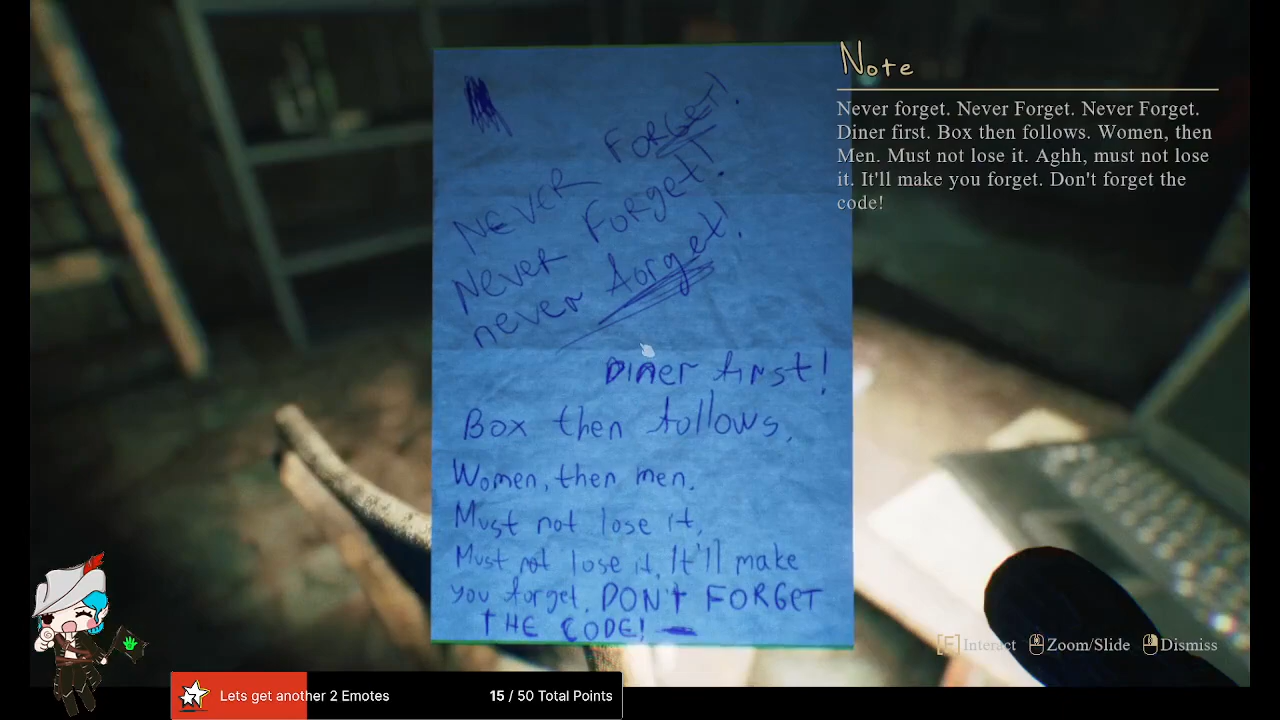 Note
Never forget. Never Forget. Never Forget.
Diner first. Box then follows. Women, then
Men. Must not lose it. Aghh, must not lose
it. It'll make you forget. Don't forget the
code!
NEVER FORGET!
Never Forget!
never forget!
Diner first!
Box then follows.
Women, then men.
Must not lose it,
Must not lose it. It'll make
you forget. DON'T FORGET
THE CODE!
[F] Interact Zoom/Slide Dismiss
Lets get another 2 Emotes 15 / 50 Total Points